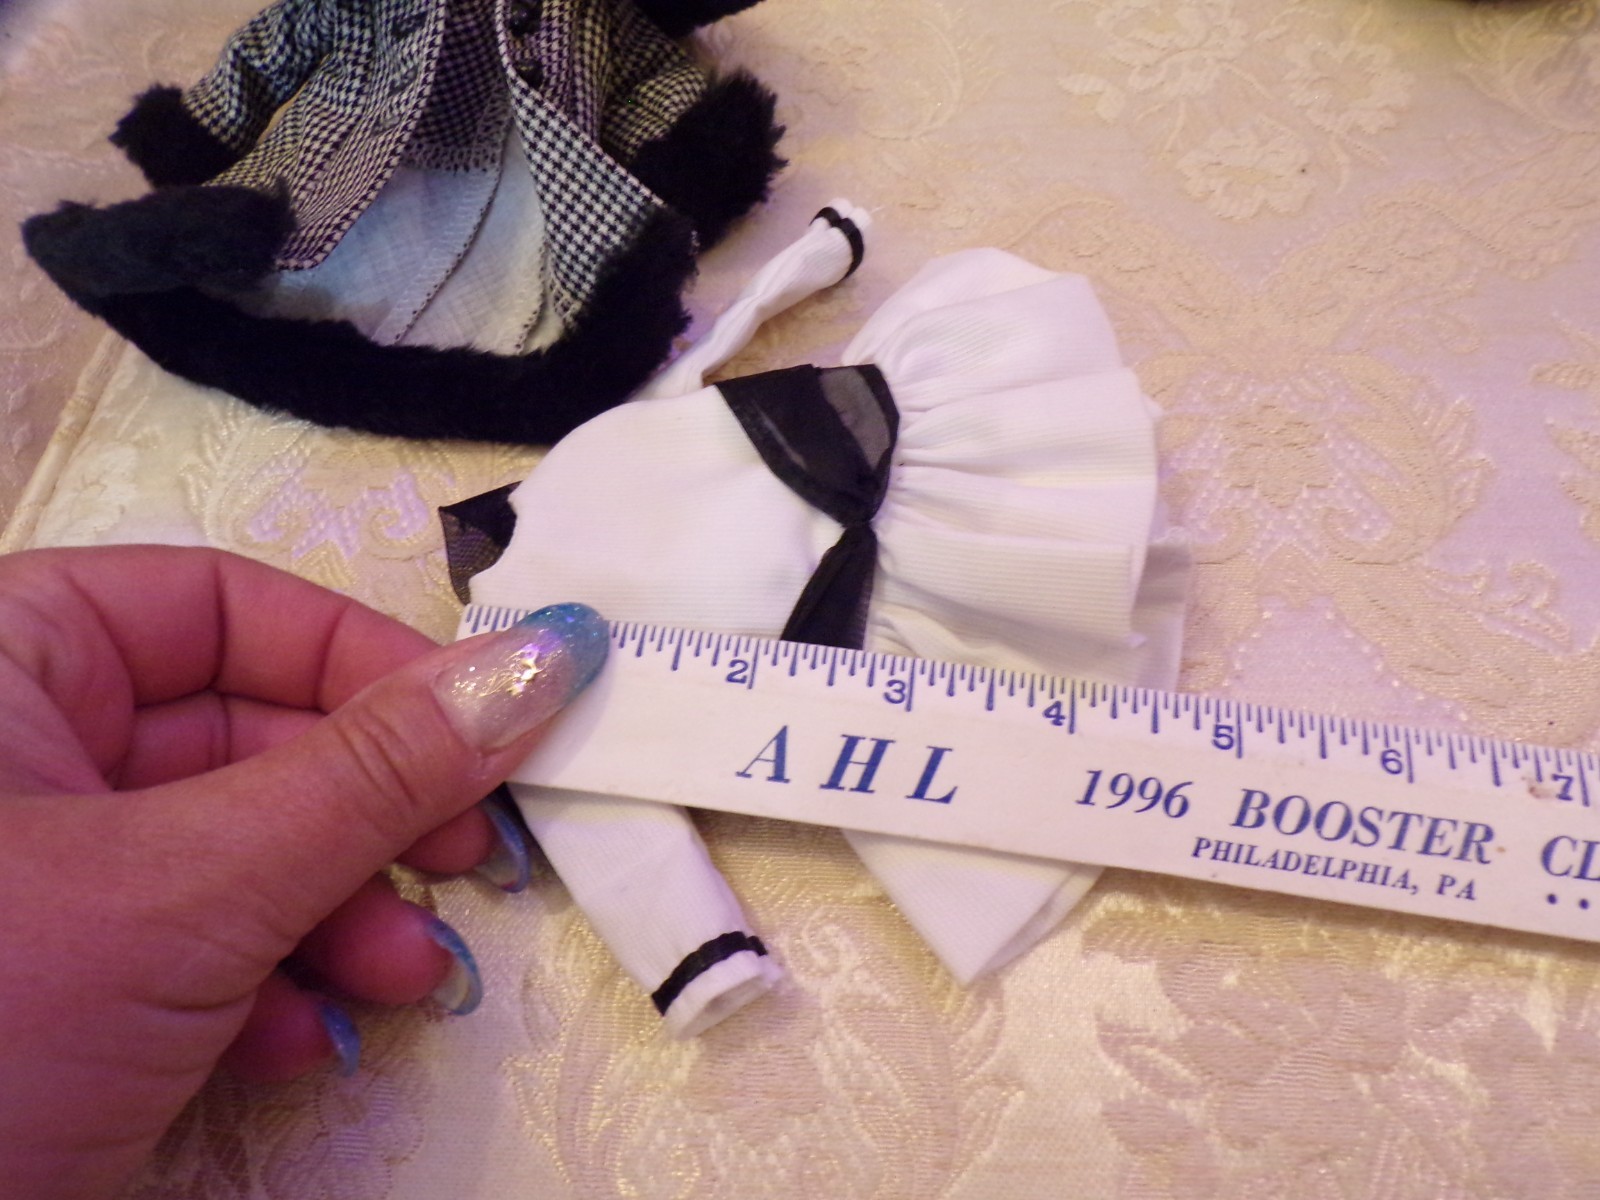 2 3 4 5 6 7
AHL 1996 BOOSTER
PHILADELPHIA, PA